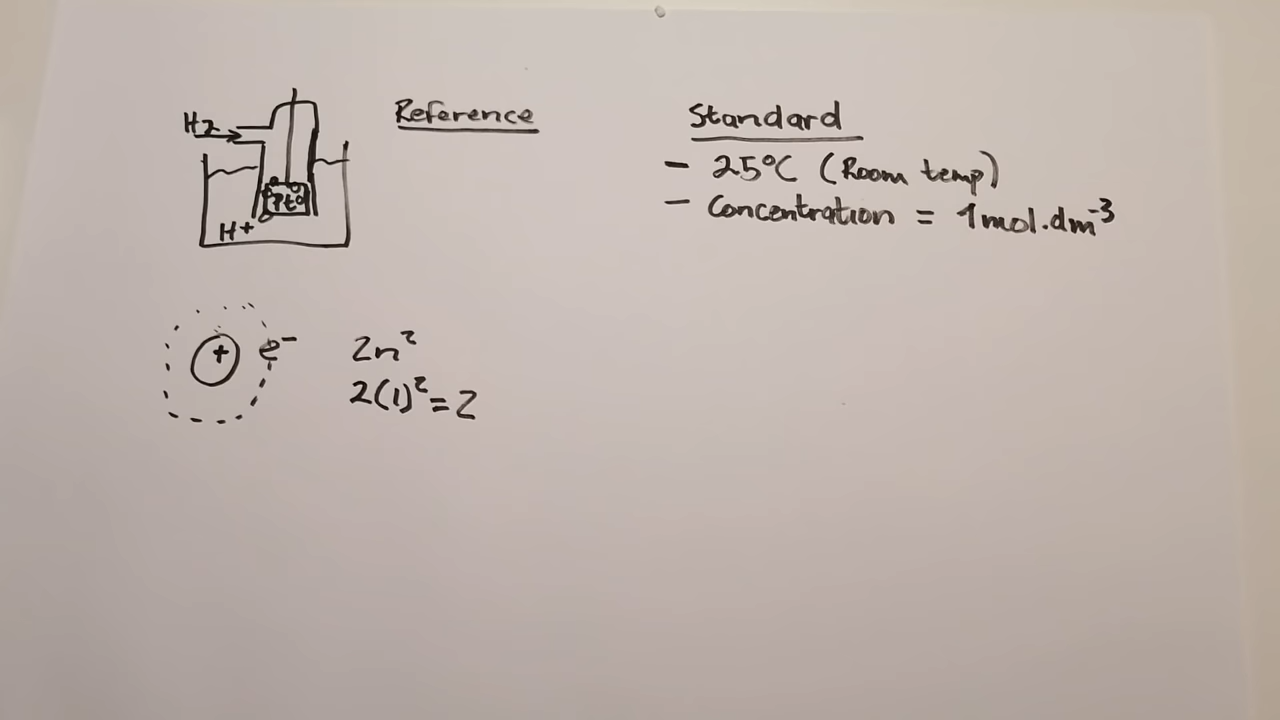 H2
Pt
H+
Reference
Standard
- 25°C (Room temp)
- Concentration = 1mol.dm⁻³
+ e⁻
2n²
2(1)² = 2